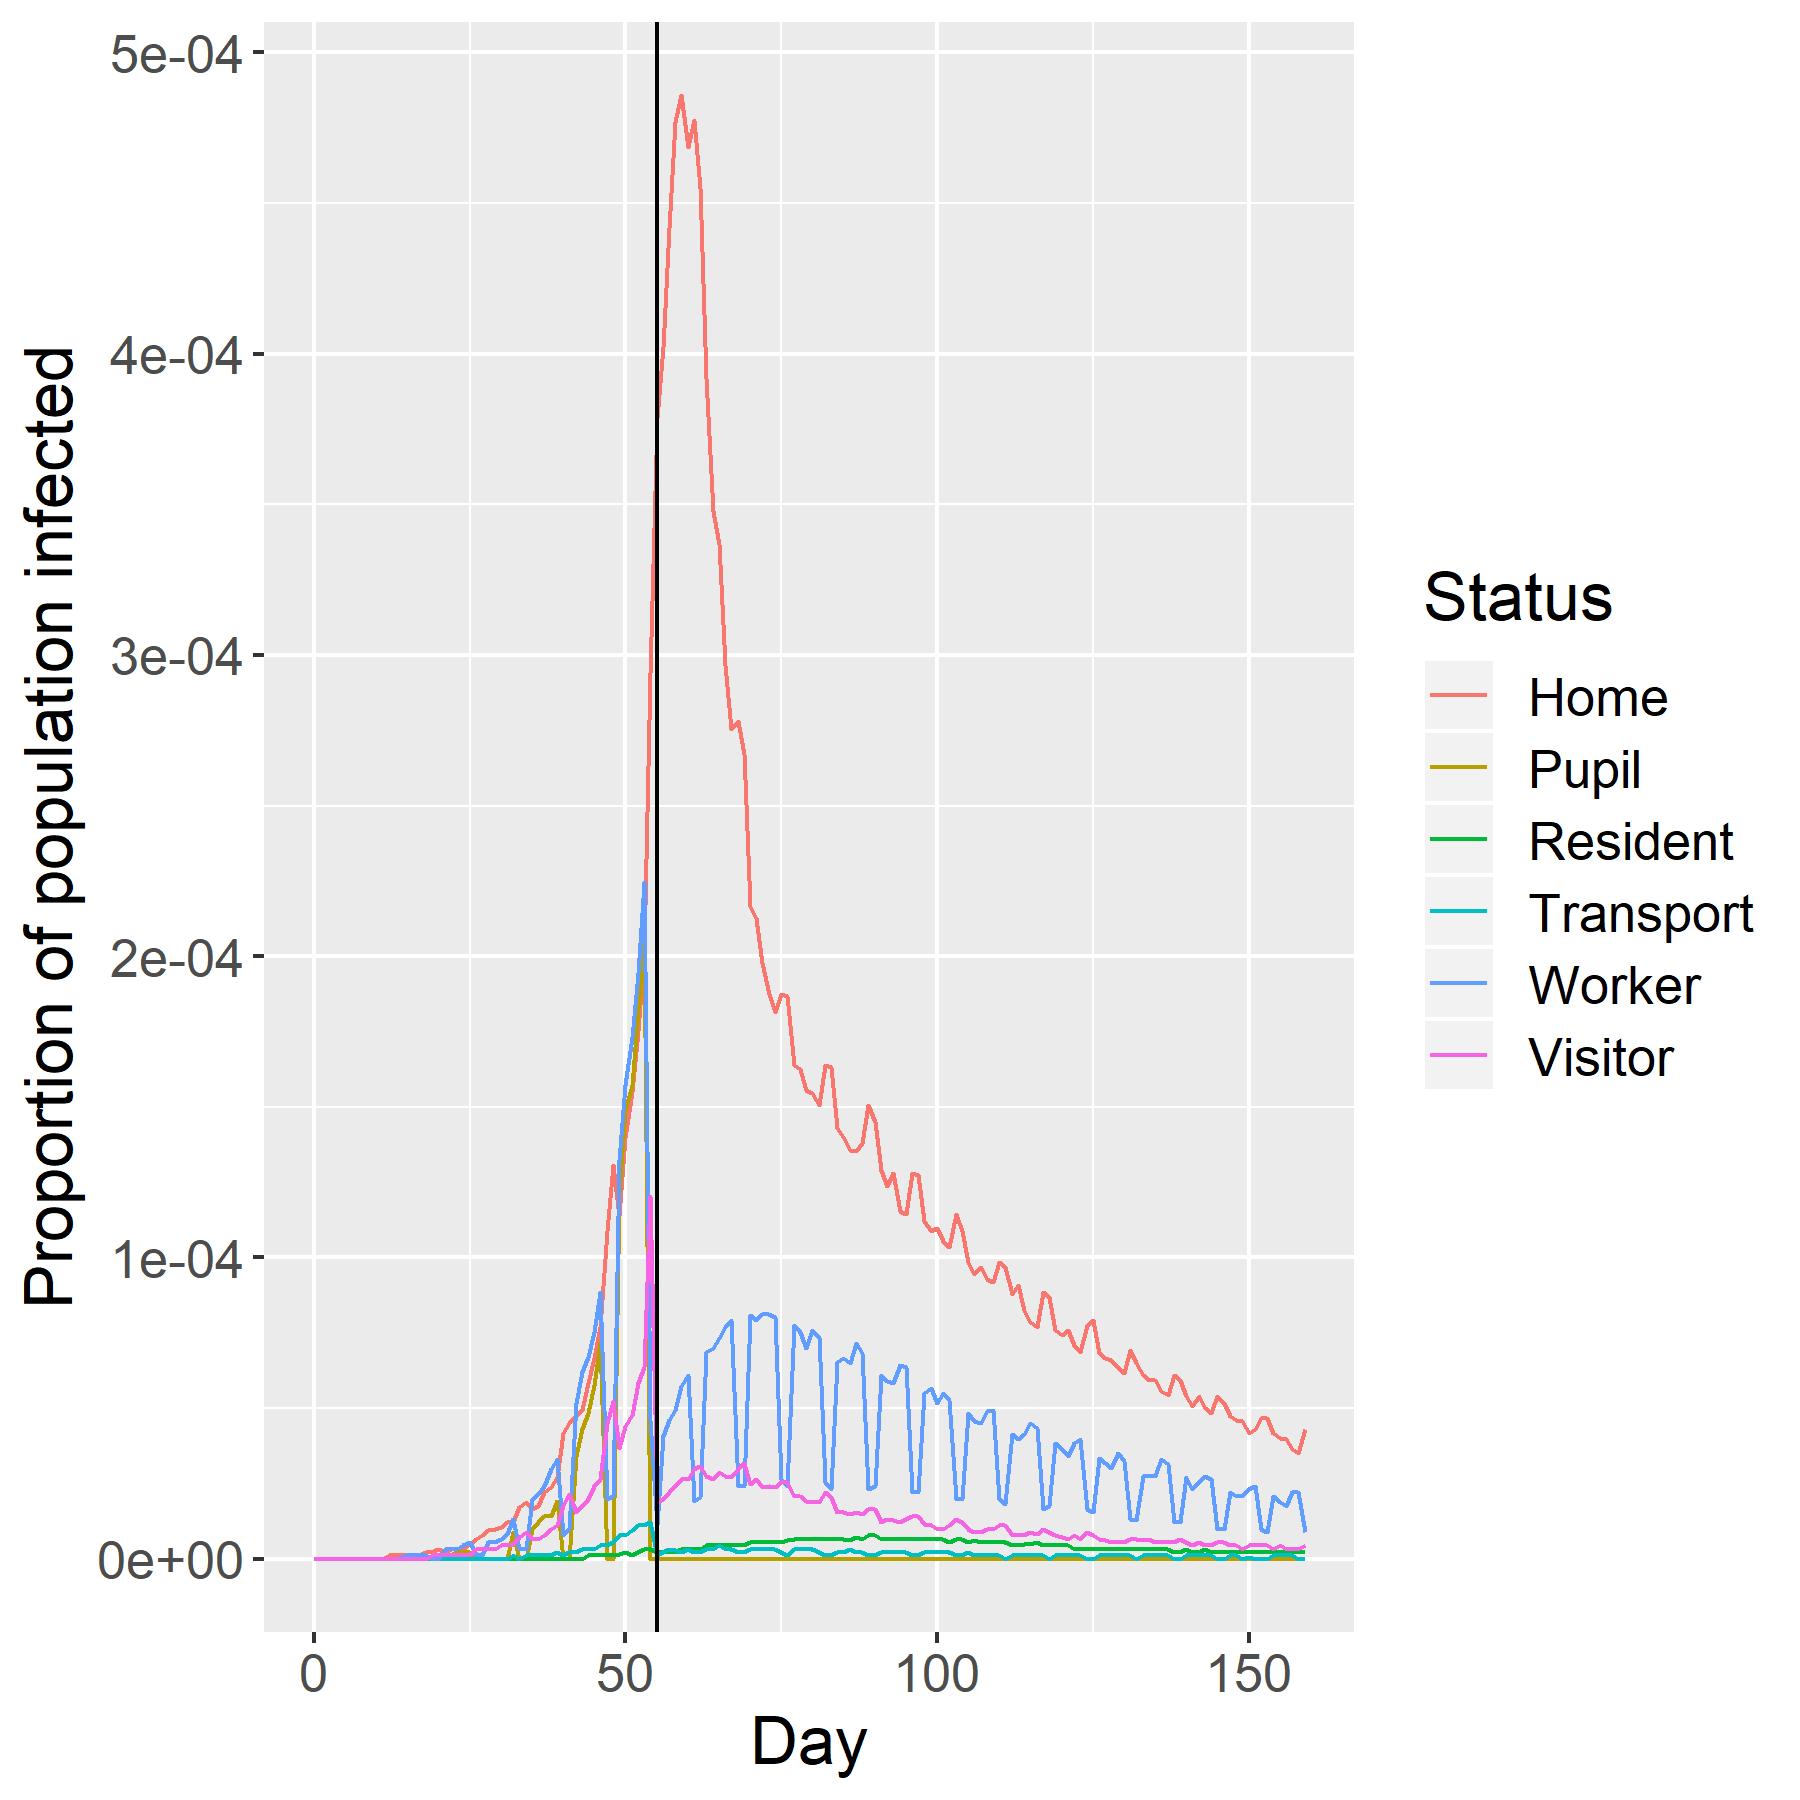 Proportion of population infected
5e-04
4e-04
3e-04
2e-04
1e-04
0e+00
0 50 100 150
Day
Status
Home
Pupil
Resident
Transport
Worker
Visitor